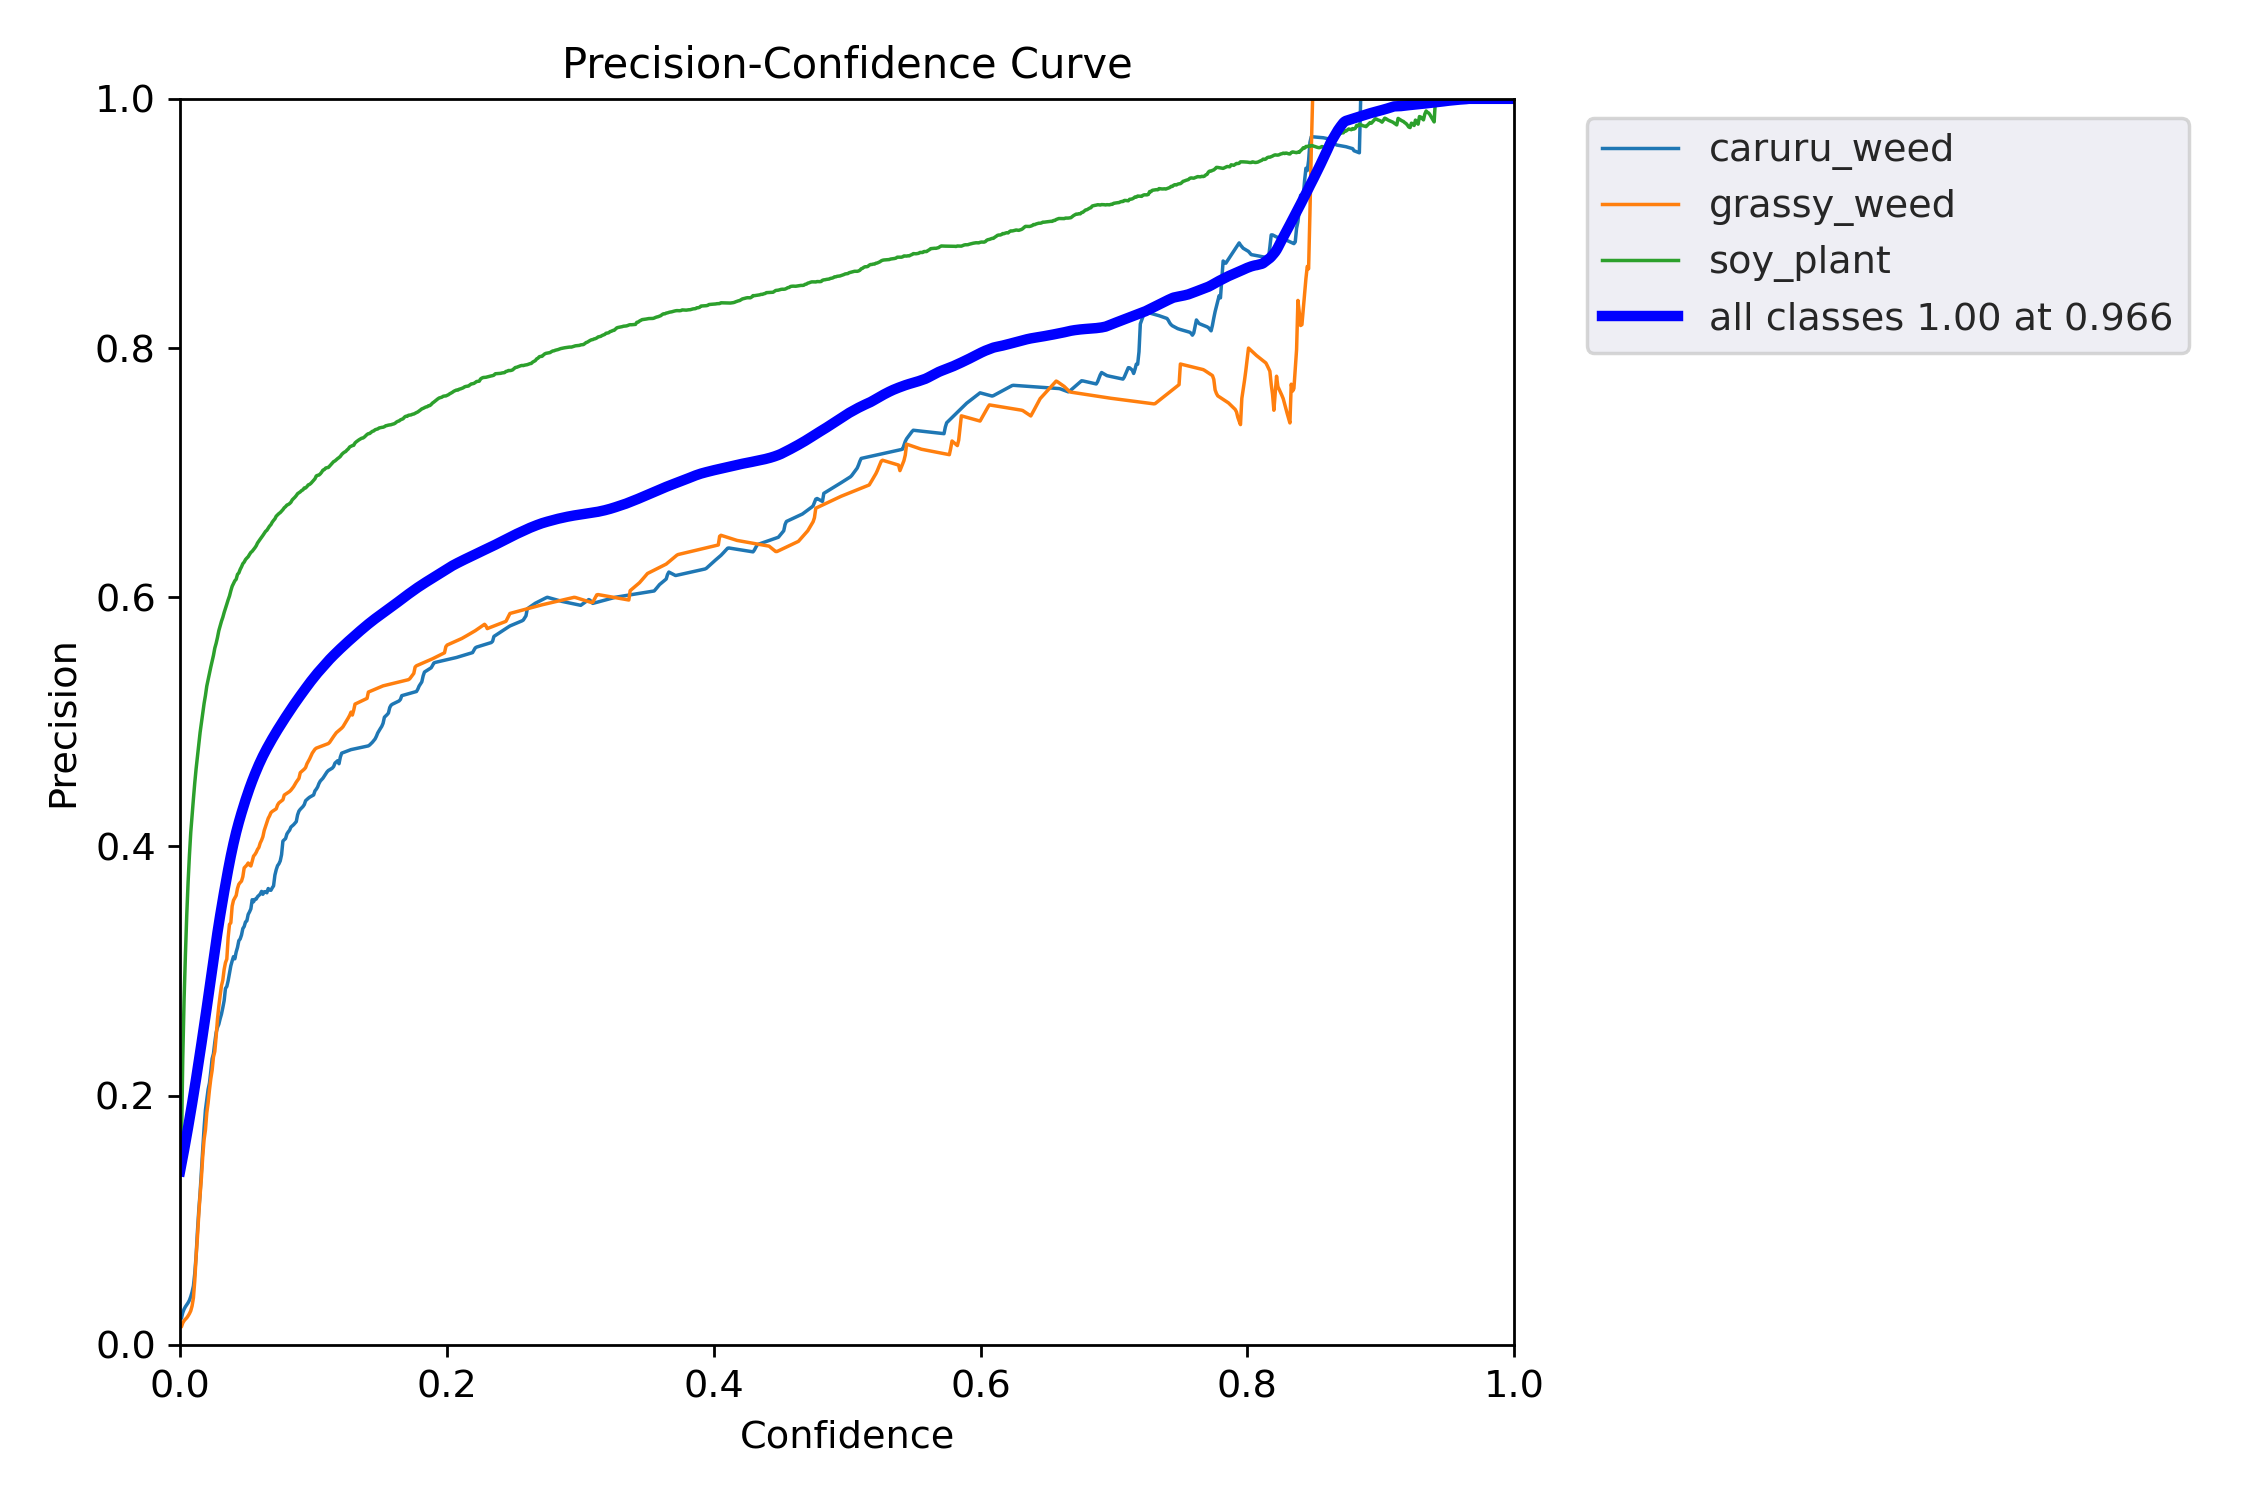 Precision-Confidence Curve
1.0
0.8
0.6
0.4
0.2
0.0
Precision
0.0 0.2 0.4 0.6 0.8 1.0
Confidence
caruru_weed
grassy_weed
soy_plant
all classes 1.00 at 0.966